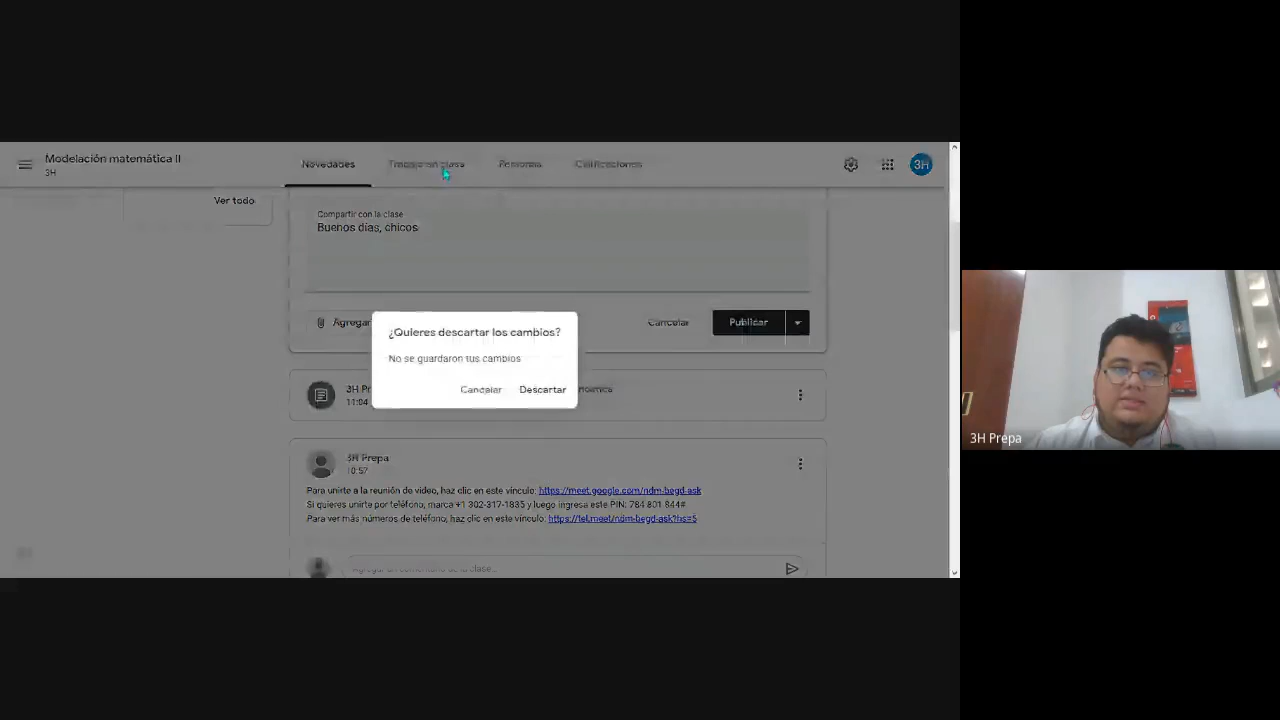 Modelación matemática II
3H
Novedades
Trabajo en clase
Personas
Calificaciones
3H
Ver todo
Compartir con la clase
Buenos días, chicos
Agregar
Cancelar
Publicar
¿Quieres descartar los cambios?
No se guardaron tus cambios
Cancelar
Descartar
3H
11:04
3H Prepa
10:57
Para unirte a la reunión de video, haz clic en este vínculo: https://meet.google.com/ndm-begd-ask
Si quieres unirte por teléfono, marca +1 302-317-1835 y luego ingresa este PIN: 784 801 844#
Para ver más números de teléfono, haz clic en este vínculo: https://tel.meet/ndm-begd-ask?hs=5
Agregar un comentario de la clase...
3H Prepa